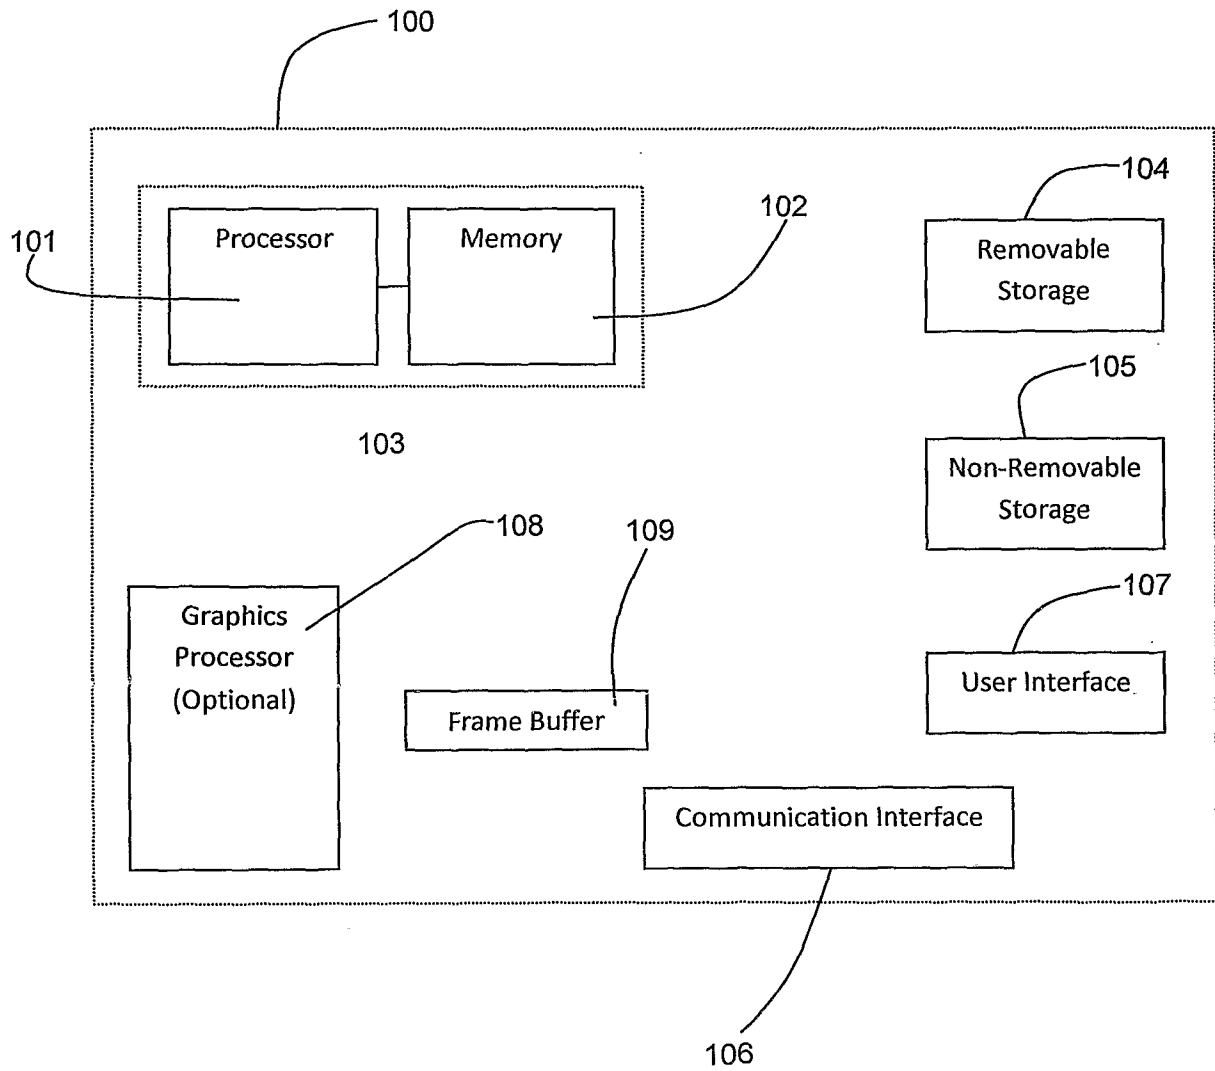 100
101
Processor
Memory
102
104
Removable
Storage
103
105
Non-Removable
Storage
108
109
Graphics
Processor
(Optional)
Frame Buffer
107
User Interface
Communication Interface
106